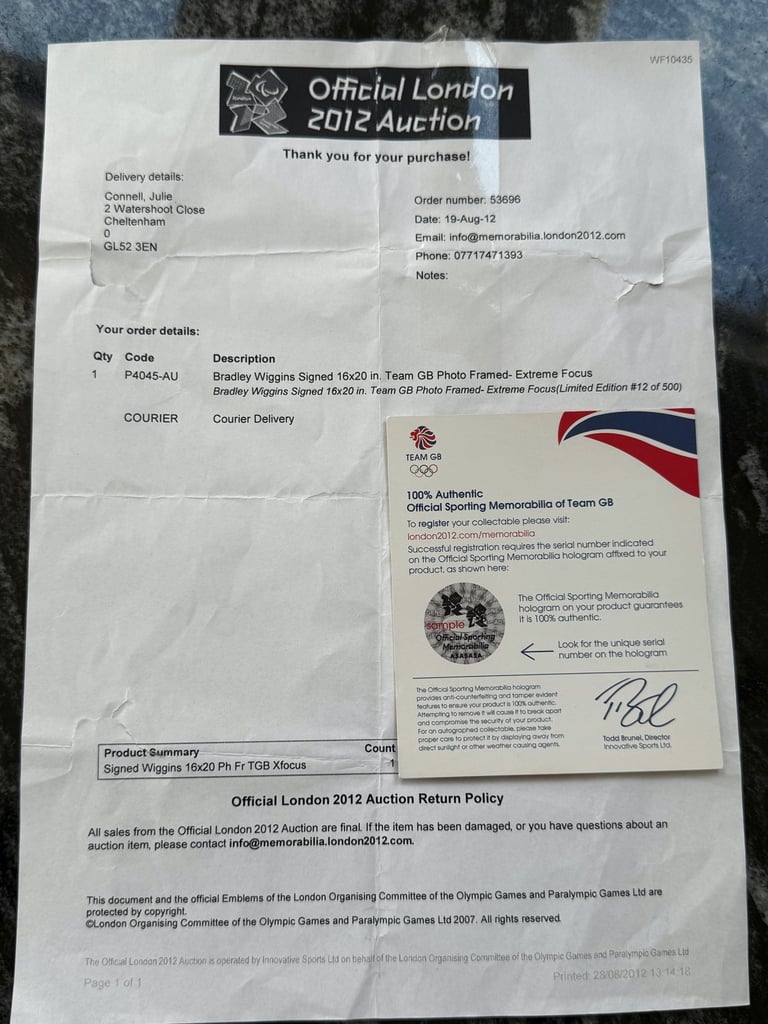 WF10435
Official London
2012 Auction
Thank you for your purchase!
Delivery details:
Connell, Julie
2 Watershoot Close
Cheltenham
0
GL52 3EN
Order number: 53696
Date: 19-Aug-12
Email: info@memorabilia.london2012.com
Phone: 07717471393
Notes:
Your order details:
Qty Code Description
1 P4045-AU Bradley Wiggins Signed 16x20 in. Team GB Photo Framed- Extreme Focus
Bradley Wiggins Signed 16x20 in. Team GB Photo Framed- Extreme Focus(Limited Edition #12 of 500)
COURIER Courier Delivery
TEAM GB
100% Authentic
Official Sporting Memorabilia of Team GB
To register your collectable please visit:
london2012.com/memorabilia
Successful registration requires the serial number indicated
on the Official Sporting Memorabilia hologram affixed to your
product, as shown here:
sample
Official Sporting
Memorabilia
ASASASA
The Official Sporting Memorabilia
hologram on your product guarantees
it is 100% authentic.
Look for the unique serial
number on the hologram
The Official Sporting Memorabilia hologram
provides anti-counterfeiting and tamper evident
features to ensure your product is 100% authentic.
Attempting to remove it will cause it to break apart
and compromise the security of your product.
For an autographed collectable, please take
proper care to protect it by displaying away from
direct sunlight or other weather causing agents.
Todd Brunel, Director
Innovative Sports Ltd.
Product Summary Count
Signed Wiggins 16x20 Ph Fr TGB Xfocus 1
Official London 2012 Auction Return Policy
All sales from the Official London 2012 Auction are final. If the item has been damaged, or you have questions about an
auction item, please contact info@memorabilia.london2012.com.
This document and the official Emblems of the London Organising Committee of the Olympic Games and Paralympic Games Ltd are
protected by copyright.
©London Organising Committee of the Olympic Games and Paralympic Games Ltd 2007. All rights reserved.
The Official London 2012 Auction is operated by Innovative Sports Ltd on behalf of the London Organising Committee of the Olympic Games and Paralympic Games Ltd
Page 1 of 1
Printed: 28/08/2012 13:14:18